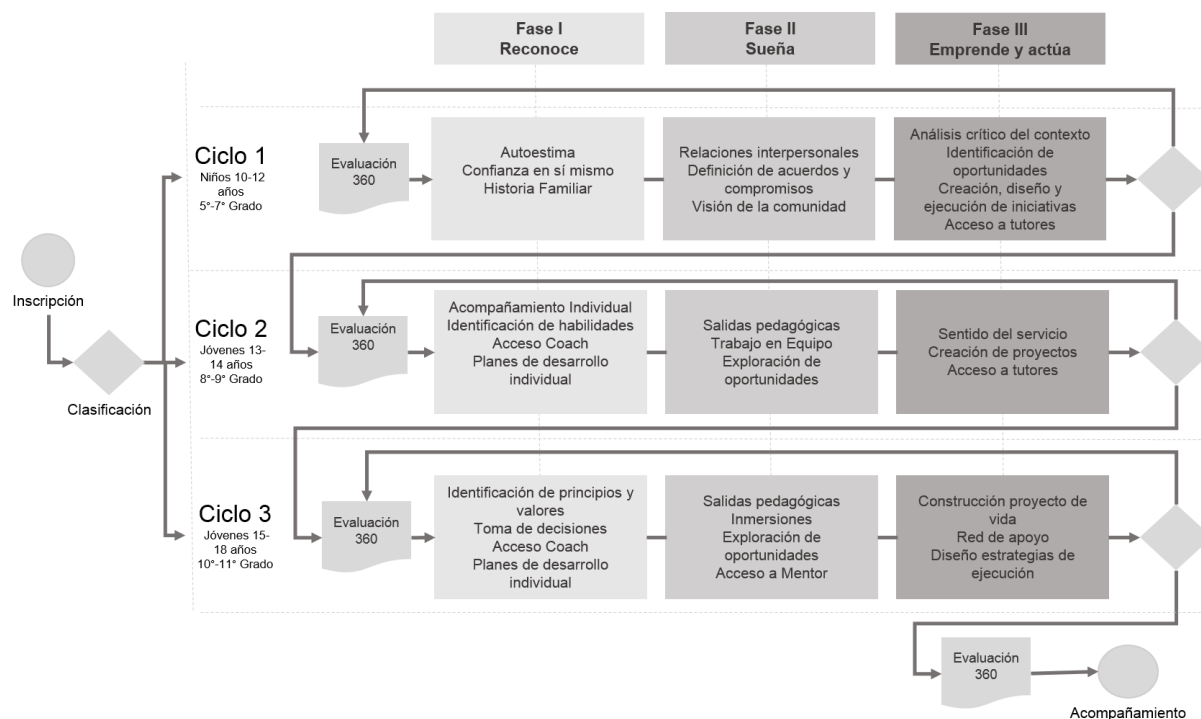 Fase I
Reconoce
Fase II
Sueña
Fase III
Emprende y actúa
Inscripción
Clasificación
Ciclo 1
Niños 10-12
años
5°-7° Grado
Evaluación
360
Autoestima
Confianza en sí mismo
Historia Familiar
Relaciones interpersonales
Definición de acuerdos y
compromisos
Visión de la comunidad
Análisis crítico del contexto
Identificación de
oportunidades
Creación, diseño y
ejecución de iniciativas
Acceso a tutores
Ciclo 2
Jóvenes 13-
14 años
8°-9° Grado
Evaluación
360
Acompañamiento Individual
Identificación de habilidades
Acceso Coach
Planes de desarrollo
individual
Salidas pedagógicas
Trabajo en Equipo
Exploración de
oportunidades
Sentido del servicio
Creación de proyectos
Acceso a tutores
Ciclo 3
Jóvenes 15-
18 años
10°-11° Grado
Evaluación
360
Identificación de principios y
valores
Toma de decisiones
Acceso Coach
Planes de desarrollo
individual
Salidas pedagógicas
Inmersiones
Exploración de
oportunidades
Acceso a Mentor
Construcción proyecto de
vida
Red de apoyo
Diseño estrategias de
ejecución
Evaluación
360
Acompañamiento